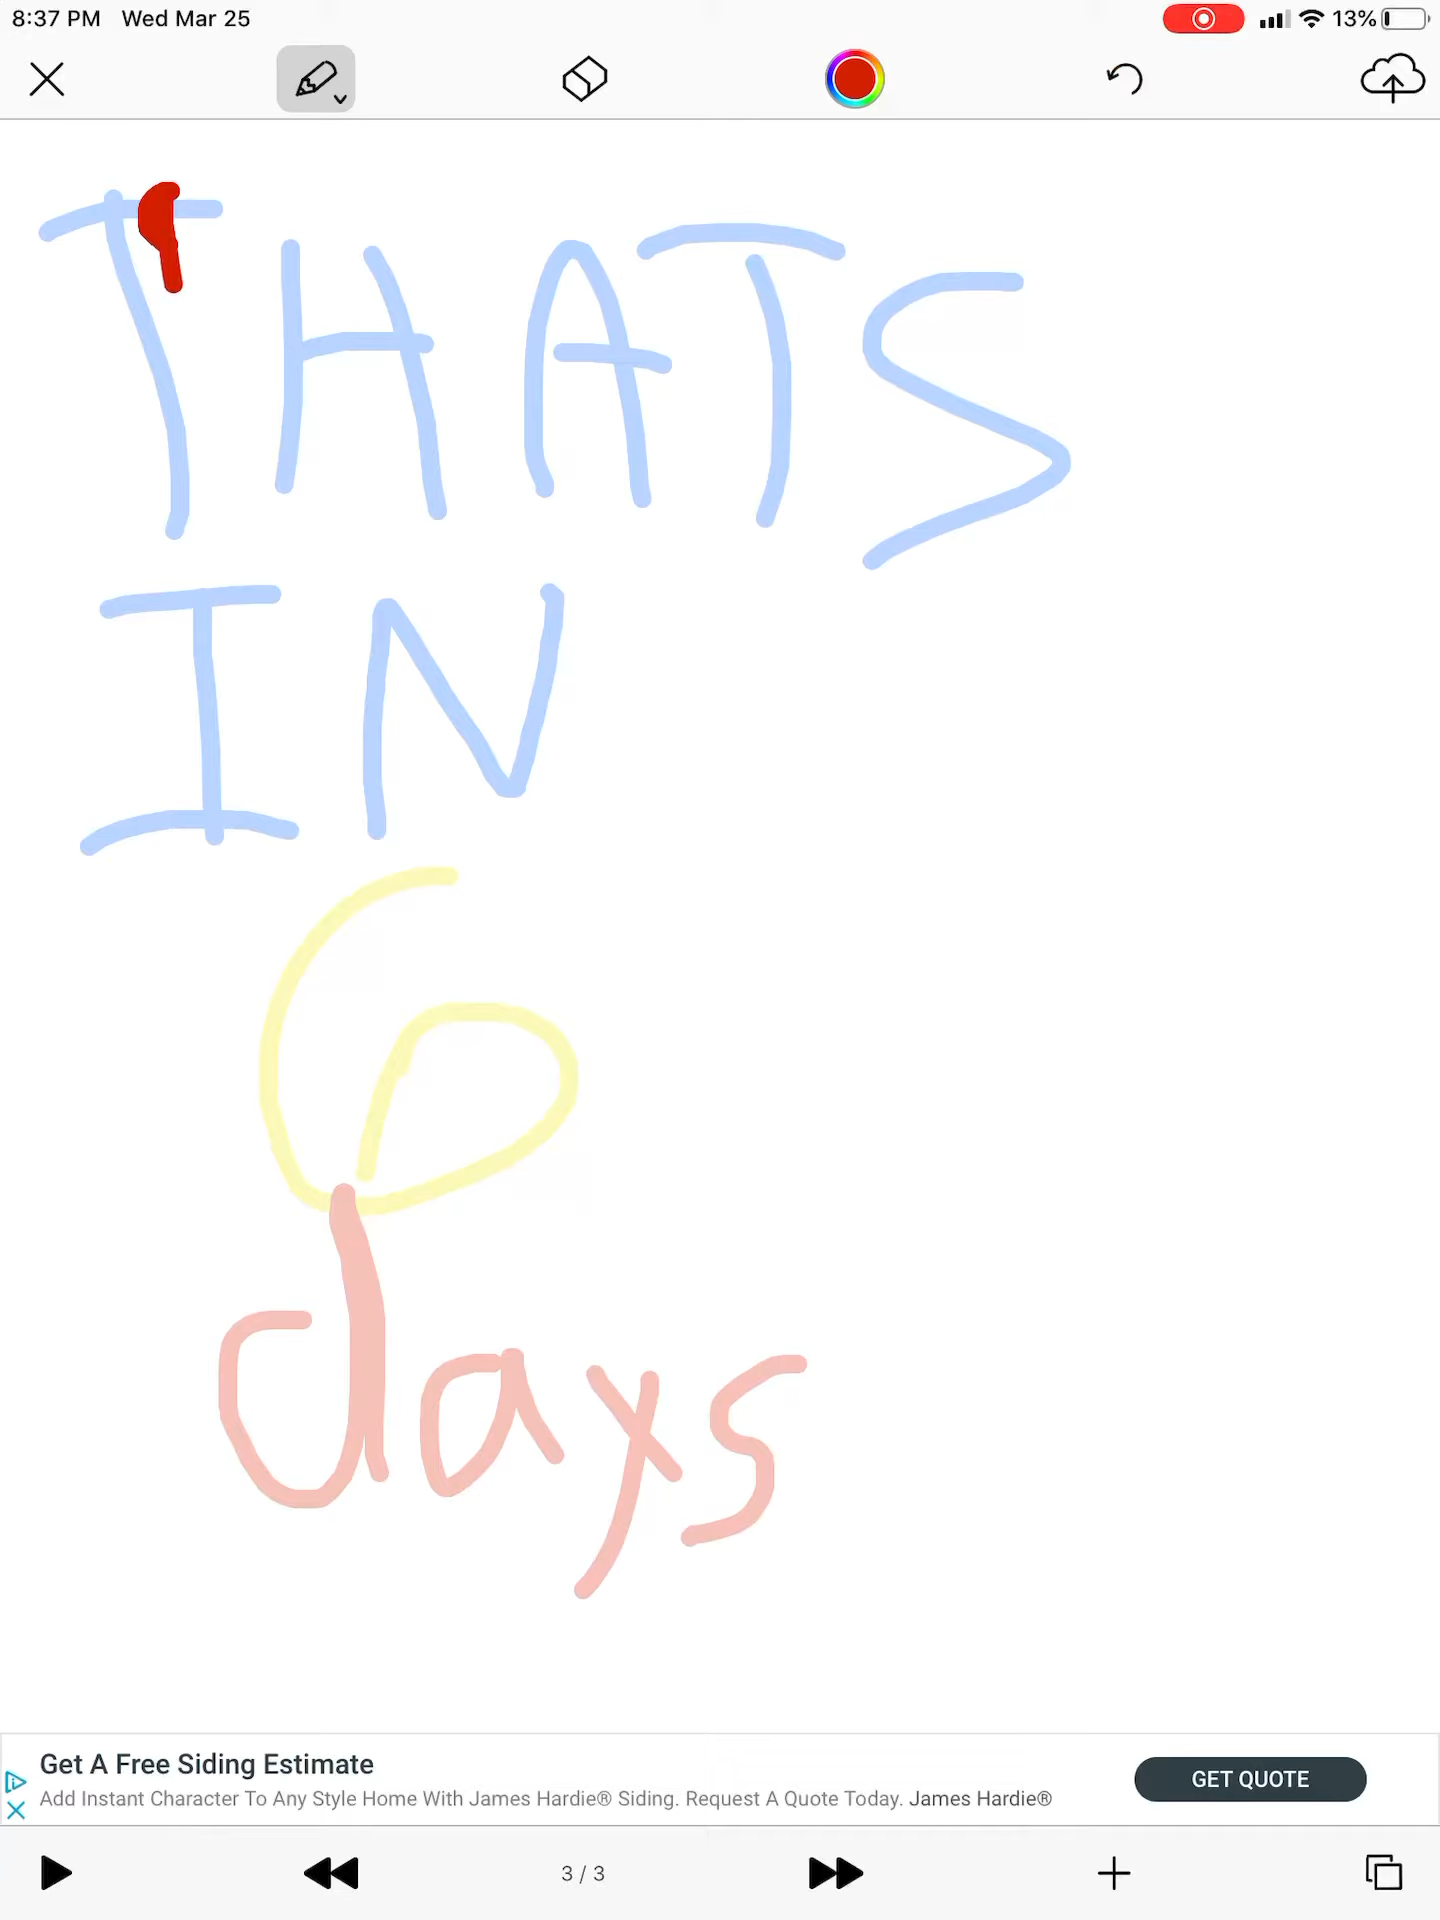 8:37 PM Wed Mar 25 13%
THATS
IN
6
days
Get A Free Siding Estimate
Add Instant Character To Any Style Home With James Hardie® Siding. Request A Quote Today. James Hardie®
GET QUOTE
3 / 3